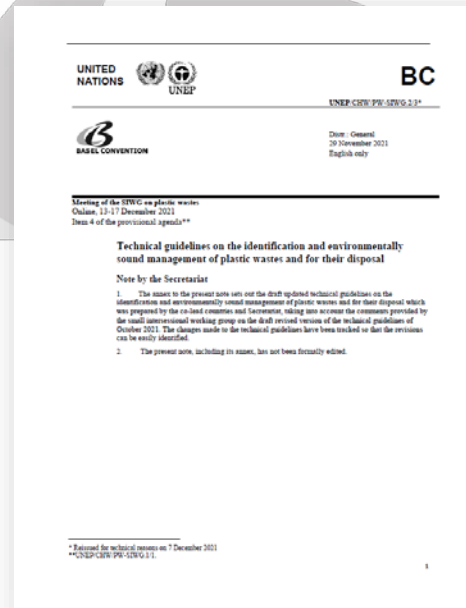 UNITED
NATIONS
UNEP
BC
UNEP/CHW/PW-SIWG.2/3*
BASEL CONVENTION
Distr.: General
29 November 2021
English only
Meeting of the SIWG on plastic wastes
Online, 13-17 December 2021
Item 4 of the provisional agenda**
Technical guidelines on the identification and environmentally
sound management of plastic wastes and for their disposal
Note by the Secretariat
1. The annex to the present note sets out the draft updated technical guidelines on the
identification and environmentally sound management of plastic wastes and for their disposal which
was prepared by the co-lead countries and Secretariat, taking into account the comments provided by
the small intersessional working group on the draft revised version of the technical guidelines of
October 2021. The changes made to the technical guidelines have been tracked so that the revisions
can be easily identified.
2. The present note, including its annex, has not been formally edited.
* Reissued for technical reasons on 7 December 2021
**UNEP/CHW/PW-SIWG.2/1.
1